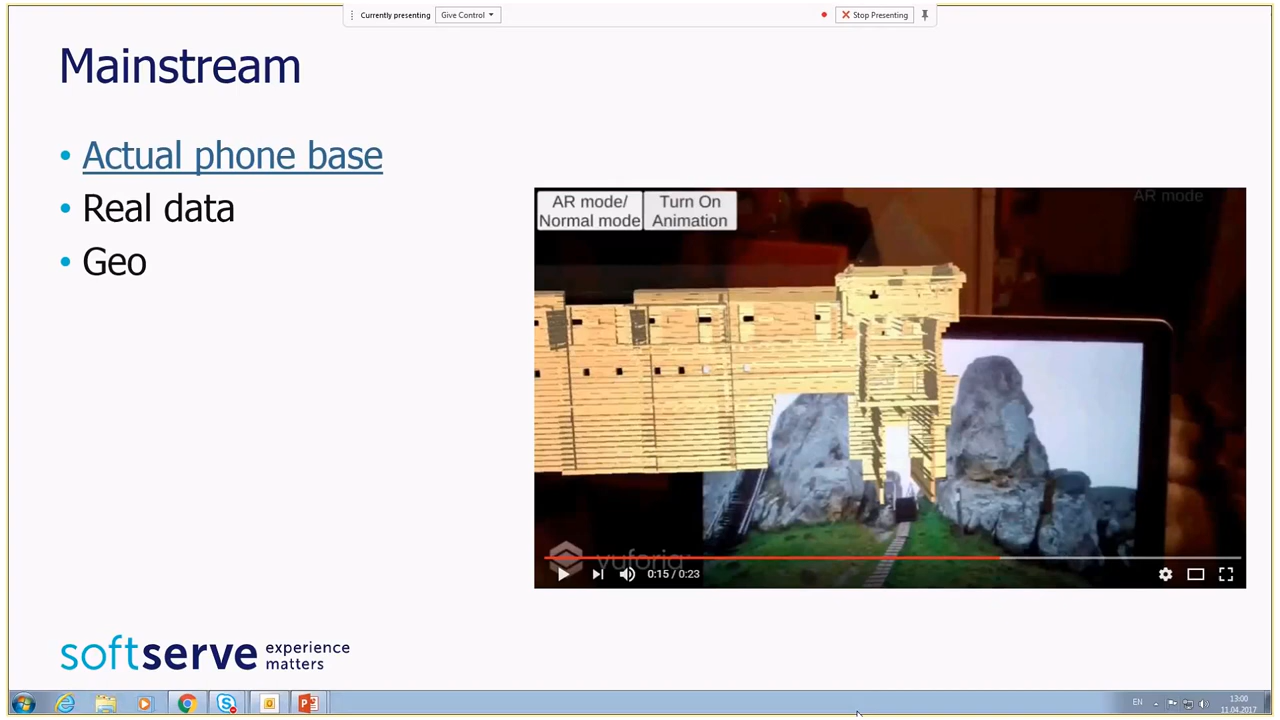 Currently presenting
Give Control
Stop Presenting
Mainstream
• Actual phone base
• Real data
• Geo
AR mode/
Normal mode
Turn On
Animation
AR mode
vuforia
0:15 / 0:23
softserve
experience
matters
EN
13:00
11.04.2017